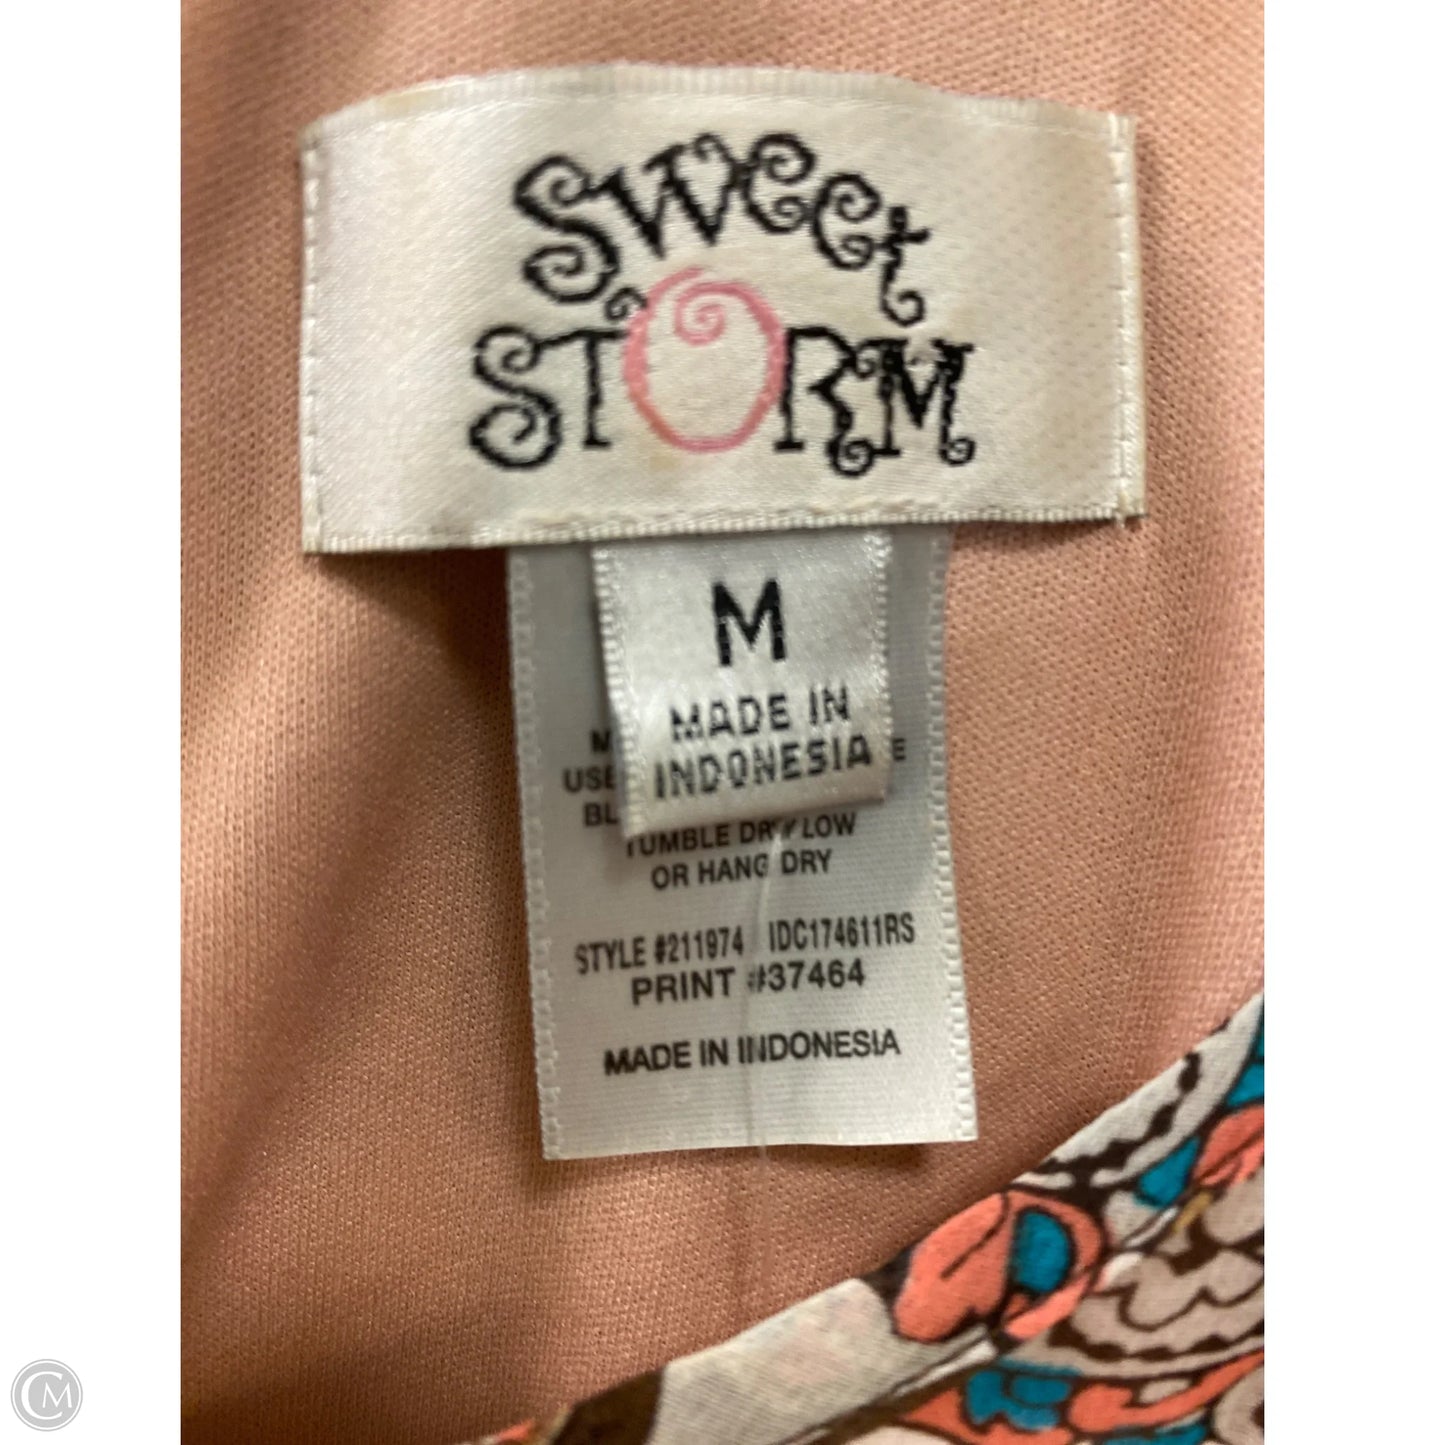 Sweet
STORM
M
MADE IN
INDONESIA
TUMBLE DRY LOW
OR HANG DRY
STYLE #211974 IDC174611RS
PRINT #37464
MADE IN INDONESIA
CM